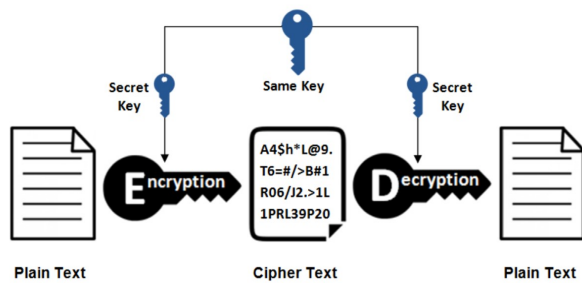 Secret
Key
Same Key
Secret
Key
Encryption
A4$h*L@9.
T6=#/>B#1
R06/J2.>1L
1PRL39P20
Decryption
Plain Text
Cipher Text
Plain Text